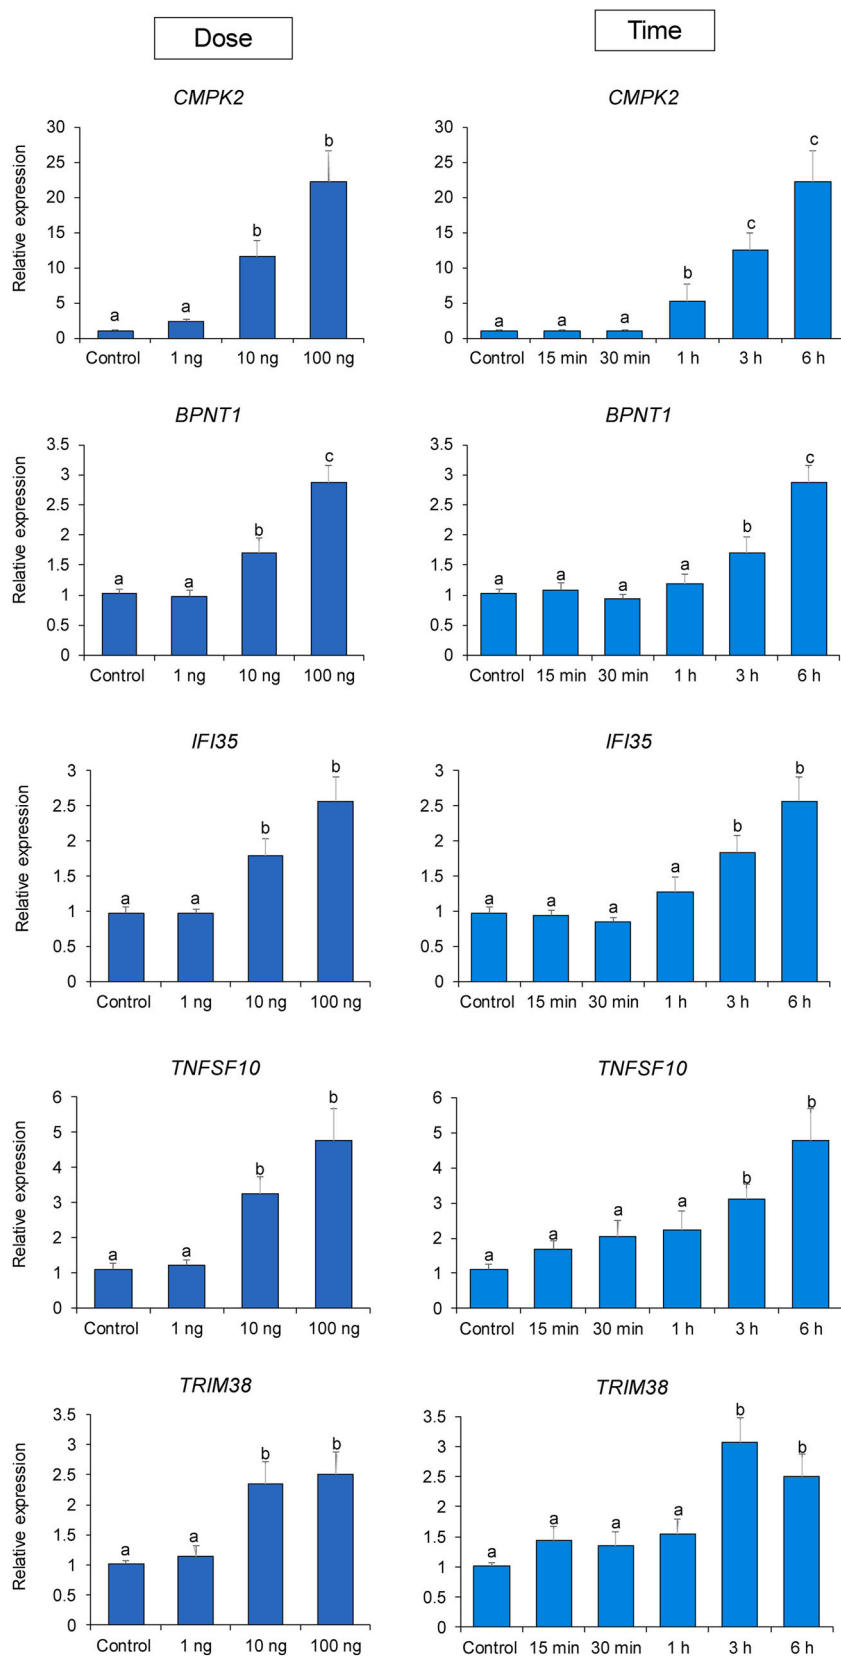 Dose
Time
CMPK2
CMPK2
Relative expression
30
25
20
15
10
5
0
a
a
b
b
Control 1 ng 10 ng 100 ng
30
25
20
15
10
5
0
a
a
a
b
c
c
Control 15 min 30 min 1 h 3 h 6 h
BPNT1
BPNT1
Relative expression
3.5
3
2.5
2
1.5
1
0.5
0
a
a
b
c
Control 1 ng 10 ng 100 ng
3.5
3
2.5
2
1.5
1
0.5
0
a
a
a
a
b
c
Control 15 min 30 min 1 h 3 h 6 h
IFI35
IFI35
Relative expression
3
2.5
2
1.5
1
0.5
0
a
a
b
b
Control 1 ng 10 ng 100 ng
3
2.5
2
1.5
1
0.5
0
a
a
a
a
b
b
Control 15 min 30 min 1 h 3 h 6 h
TNFSF10
TNFSF10
Relative expression
6
5
4
3
2
1
0
a
a
b
b
Control 1 ng 10 ng 100 ng
6
5
4
3
2
1
0
a
a
a
a
b
b
Control 15 min 30 min 1 h 3 h 6 h
TRIM38
TRIM38
Relative expression
3.5
3
2.5
2
1.5
1
0.5
0
a
a
b
b
Control 1 ng 10 ng 100 ng
3.5
3
2.5
2
1.5
1
0.5
0
a
a
a
a
b
b
Control 15 min 30 min 1 h 3 h 6 h